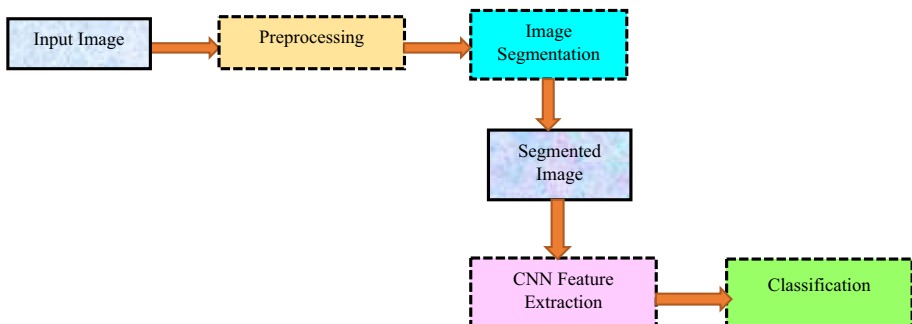 Input Image
Preprocessing
Image
Segmentation
Segmented
Image
CNN Feature
Extraction
Classification